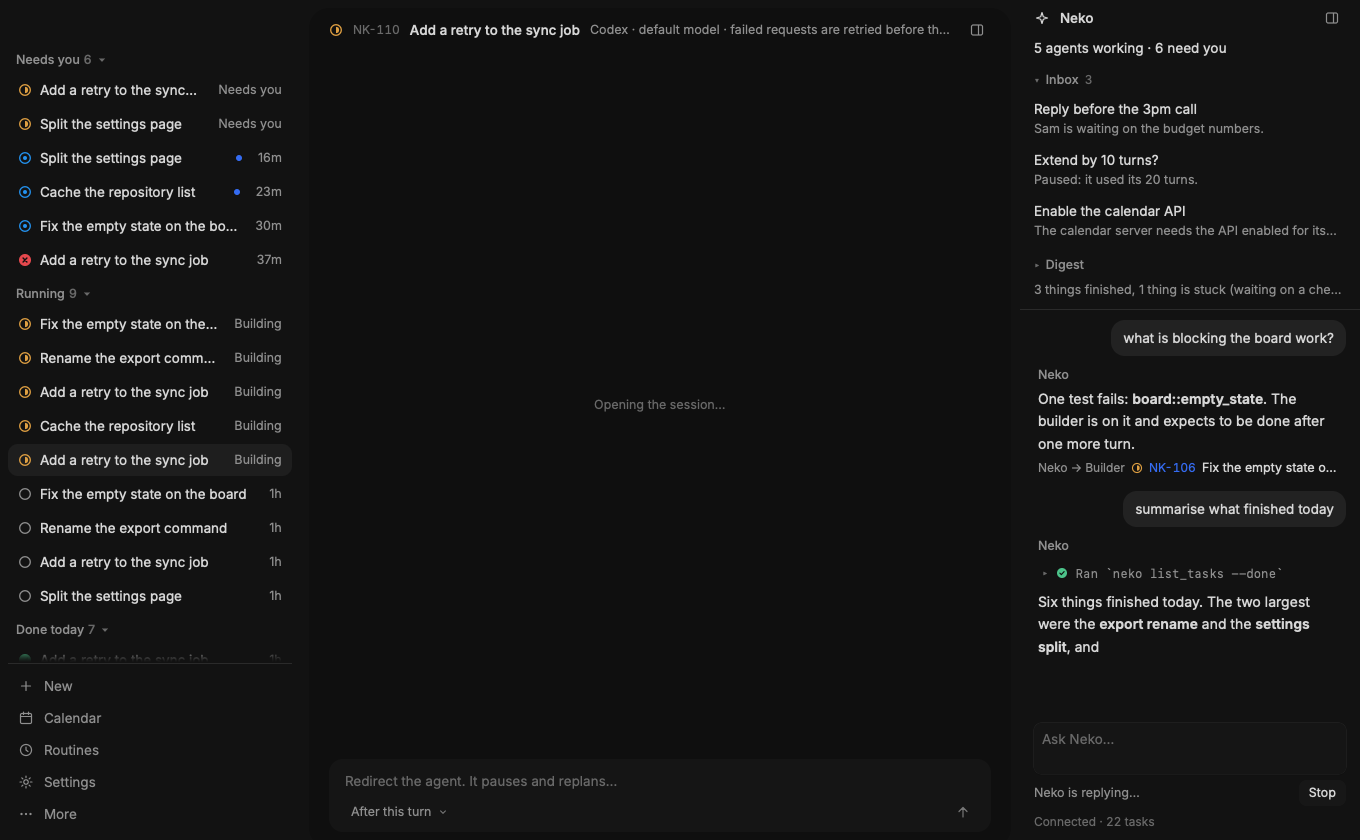 Needs you 6
Add a retry to the sync... Needs you
Split the settings page Needs you
Split the settings page 16m
Cache the repository list 23m
Fix the empty state on the bo... 30m
Add a retry to the sync job 37m
Running 9
Fix the empty state on the... Building
Rename the export comm... Building
Add a retry to the sync job Building
Cache the repository list Building
Add a retry to the sync job Building
Fix the empty state on the board 1h
Rename the export command 1h
Add a retry to the sync job 1h
Split the settings page 1h
Done today 7
Add a retry to the sync job 1h
New
Calendar
Routines
Settings
More
NK-110 Add a retry to the sync job Codex · default model · failed requests are retried before th...
Opening the session...
Redirect the agent. It pauses and replans...
After this turn
Neko
5 agents working · 6 need you
Inbox 3
Reply before the 3pm call
Sam is waiting on the budget numbers.
Extend by 10 turns?
Paused: it used its 20 turns.
Enable the calendar API
The calendar server needs the API enabled for its...
Digest
3 things finished, 1 thing is stuck (waiting on a che...
what is blocking the board work?
Neko
One test fails: board::empty_state. The
builder is on it and expects to be done after
one more turn.
Neko → Builder NK-106 Fix the empty state o...
summarise what finished today
Neko
Ran `neko list_tasks --done`
Six things finished today. The two largest
were the export rename and the settings
split, and
Ask Neko...
Neko is replying... Stop
Connected · 22 tasks